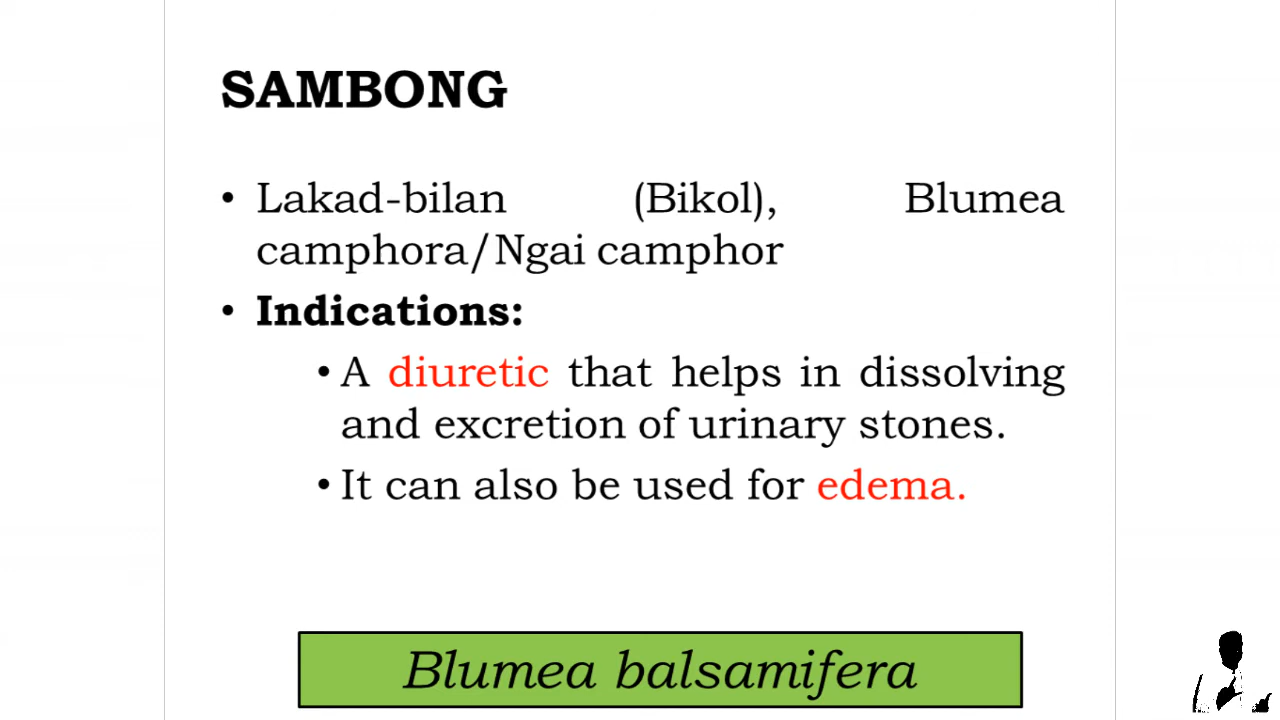 SAMBONG
• Lakad-bilan (Bikol), Blumea
camphora/Ngai camphor
• Indications:
• A diuretic that helps in dissolving
and excretion of urinary stones.
• It can also be used for edema.
Blumea balsamifera